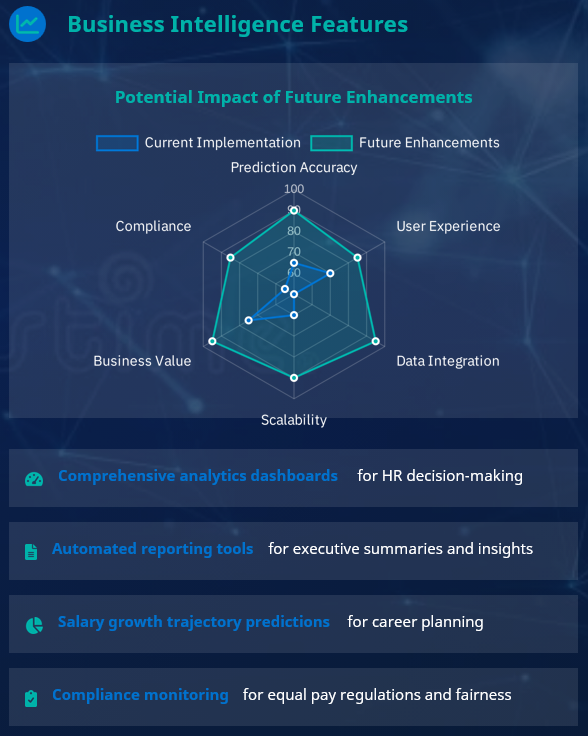 Business Intelligence Features
Potential Impact of Future Enhancements
Current Implementation Future Enhancements
Prediction Accuracy
100
90
80
70
60
Compliance User Experience
Business Value Data Integration
Scalability
Comprehensive analytics dashboards for HR decision-making
Automated reporting tools for executive summaries and insights
Salary growth trajectory predictions for career planning
Compliance monitoring for equal pay regulations and fairness